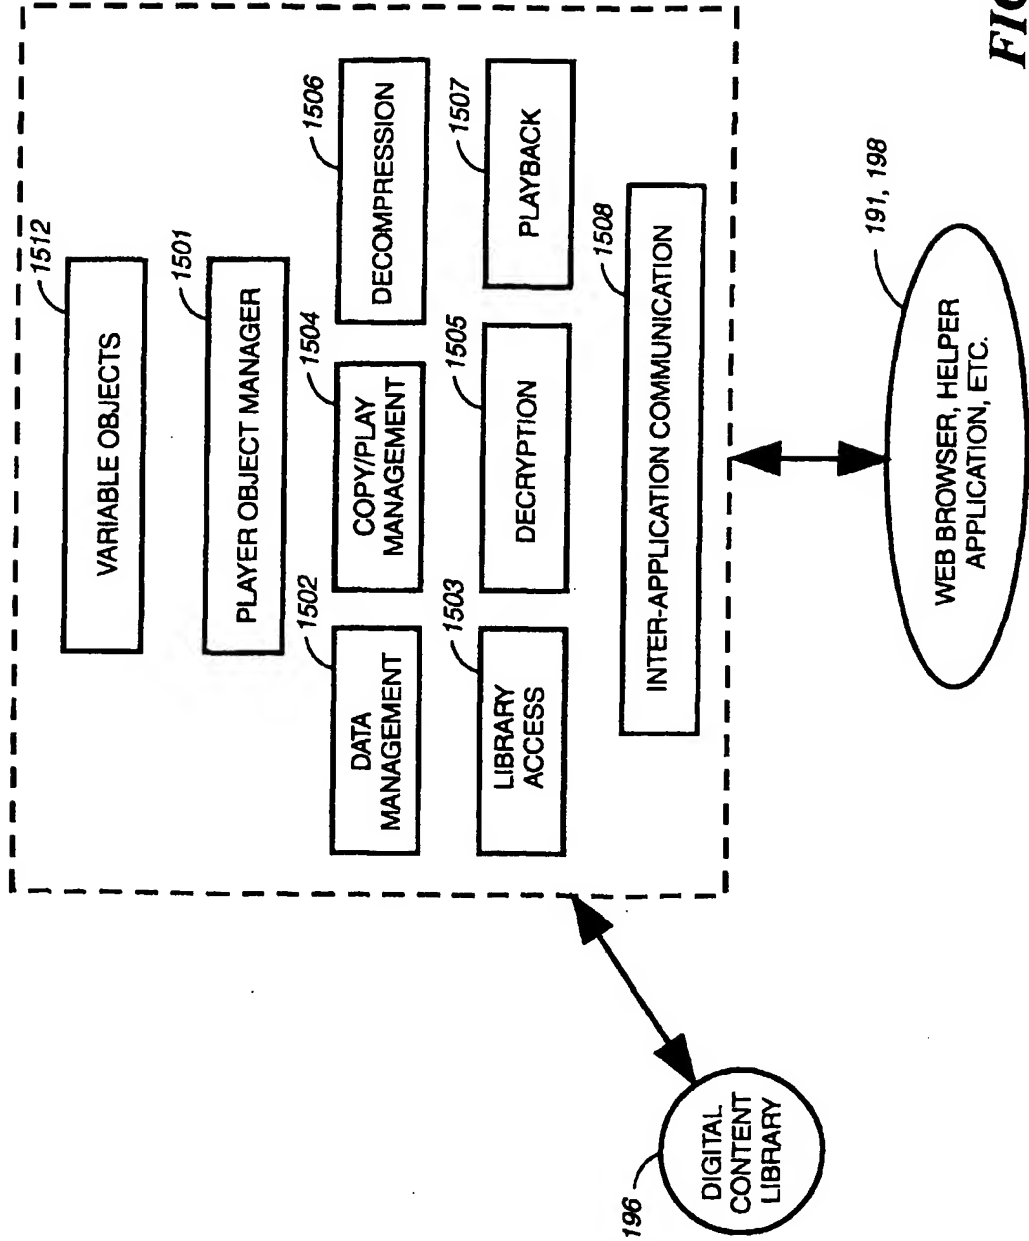 1512
VARIABLE OBJECTS
1501
PLAYER OBJECT MANAGER
1502
DATA
MANAGEMENT
1504
COPY/PLAY
MANAGEMENT
1506
DECOMPRESSION
1503
LIBRARY
ACCESS
1505
DECRYPTION
1507
PLAYBACK
1508
INTER-APPLICATION COMMUNICATION
196
DIGITAL
CONTENT
LIBRARY
191, 198
WEB BROWSER, HELPER
APPLICATION, ETC.